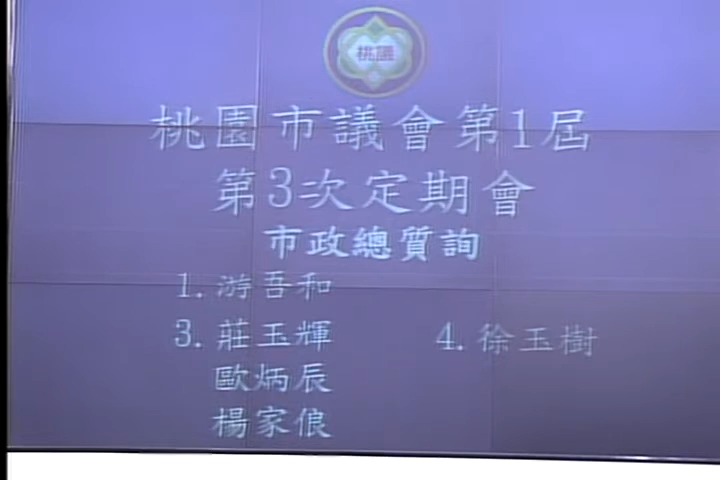 桃議
桃園市議會第1屆
第3次定期會
市政總質詢
1. 游吾和
3. 莊玉輝
4. 徐玉樹
歐炳辰
楊家俍